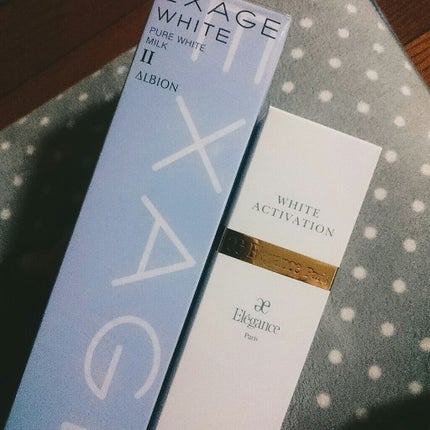 EXAGE
WHITE
PURE WHITE
MILK
II
ALBION
EXAGE
WHITE
ACTIVATION
æ
Elégance
Paris